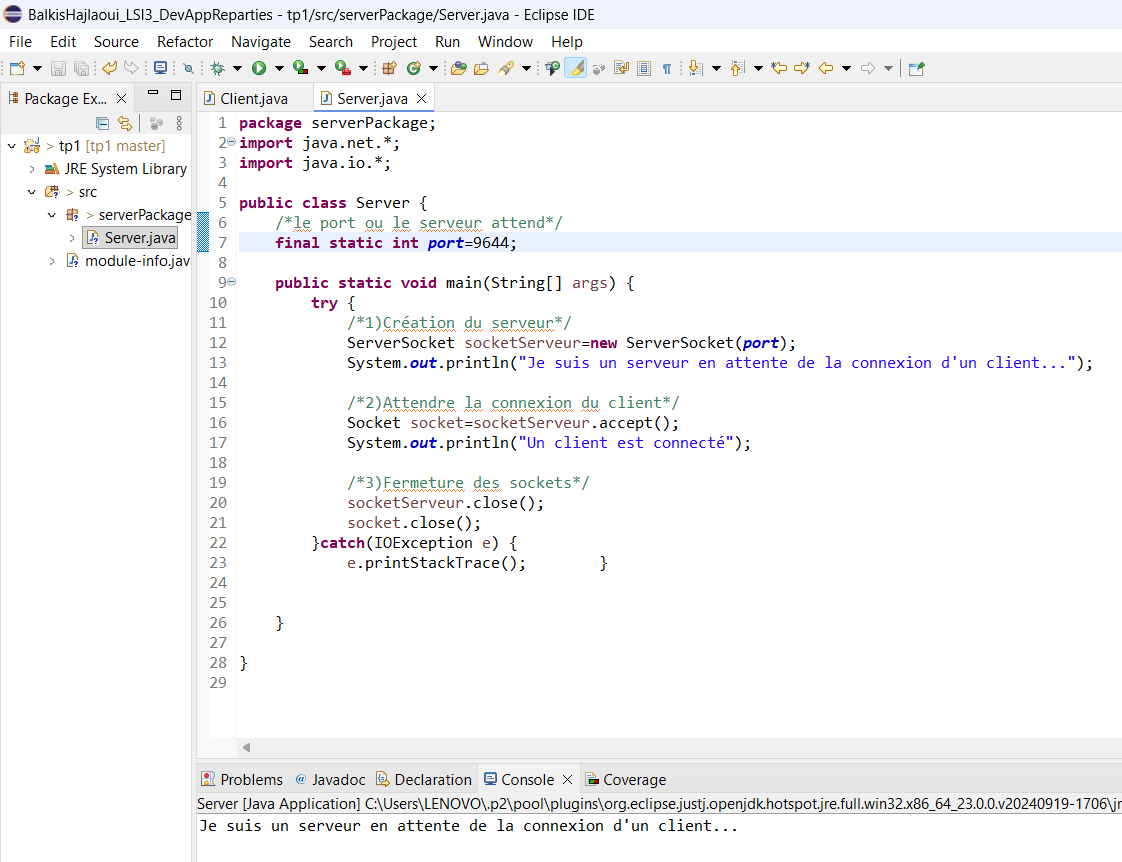 BalkisHajlaoui_LSI3_DevAppReparties - tp1/src/serverPackage/Server.java - Eclipse IDE
File Edit Source Refactor Navigate Search Project Run Window Help
Package Ex...
Client.java
Server.java
> tp1 [tp1 master]
JRE System Library
> src
> serverPackage
Server.java
module-info.jav
1 package serverPackage;
2 import java.net.*;
3 import java.io.*;
4
5 public class Server {
6     /*le port ou le serveur attend*/
7     final static int port=9644;
8
9     public static void main(String[] args) {
10         try {
11             /*1)Création du serveur*/
12             ServerSocket socketServeur=new ServerSocket(port);
13             System.out.println("Je suis un serveur en attente de la connexion d'un client...");
14
15             /*2)Attendre la connexion du client*/
16             Socket socket=socketServeur.accept();
17             System.out.println("Un client est connecté");
18
19             /*3)Fermeture des sockets*/
20             socketServeur.close();
21             socket.close();
22         }catch(IOException e) {
23             e.printStackTrace();        }
24
25
26     }
27
28 }
29
Problems @ Javadoc Declaration Console Coverage
Server [Java Application] C:\Users\LENOVO\.p2\pool\plugins\org.eclipse.justj.openjdk.hotspot.jre.full.win32.x86_64_23.0.0.v20240919-1706\jr
Je suis un serveur en attente de la connexion d'un client...